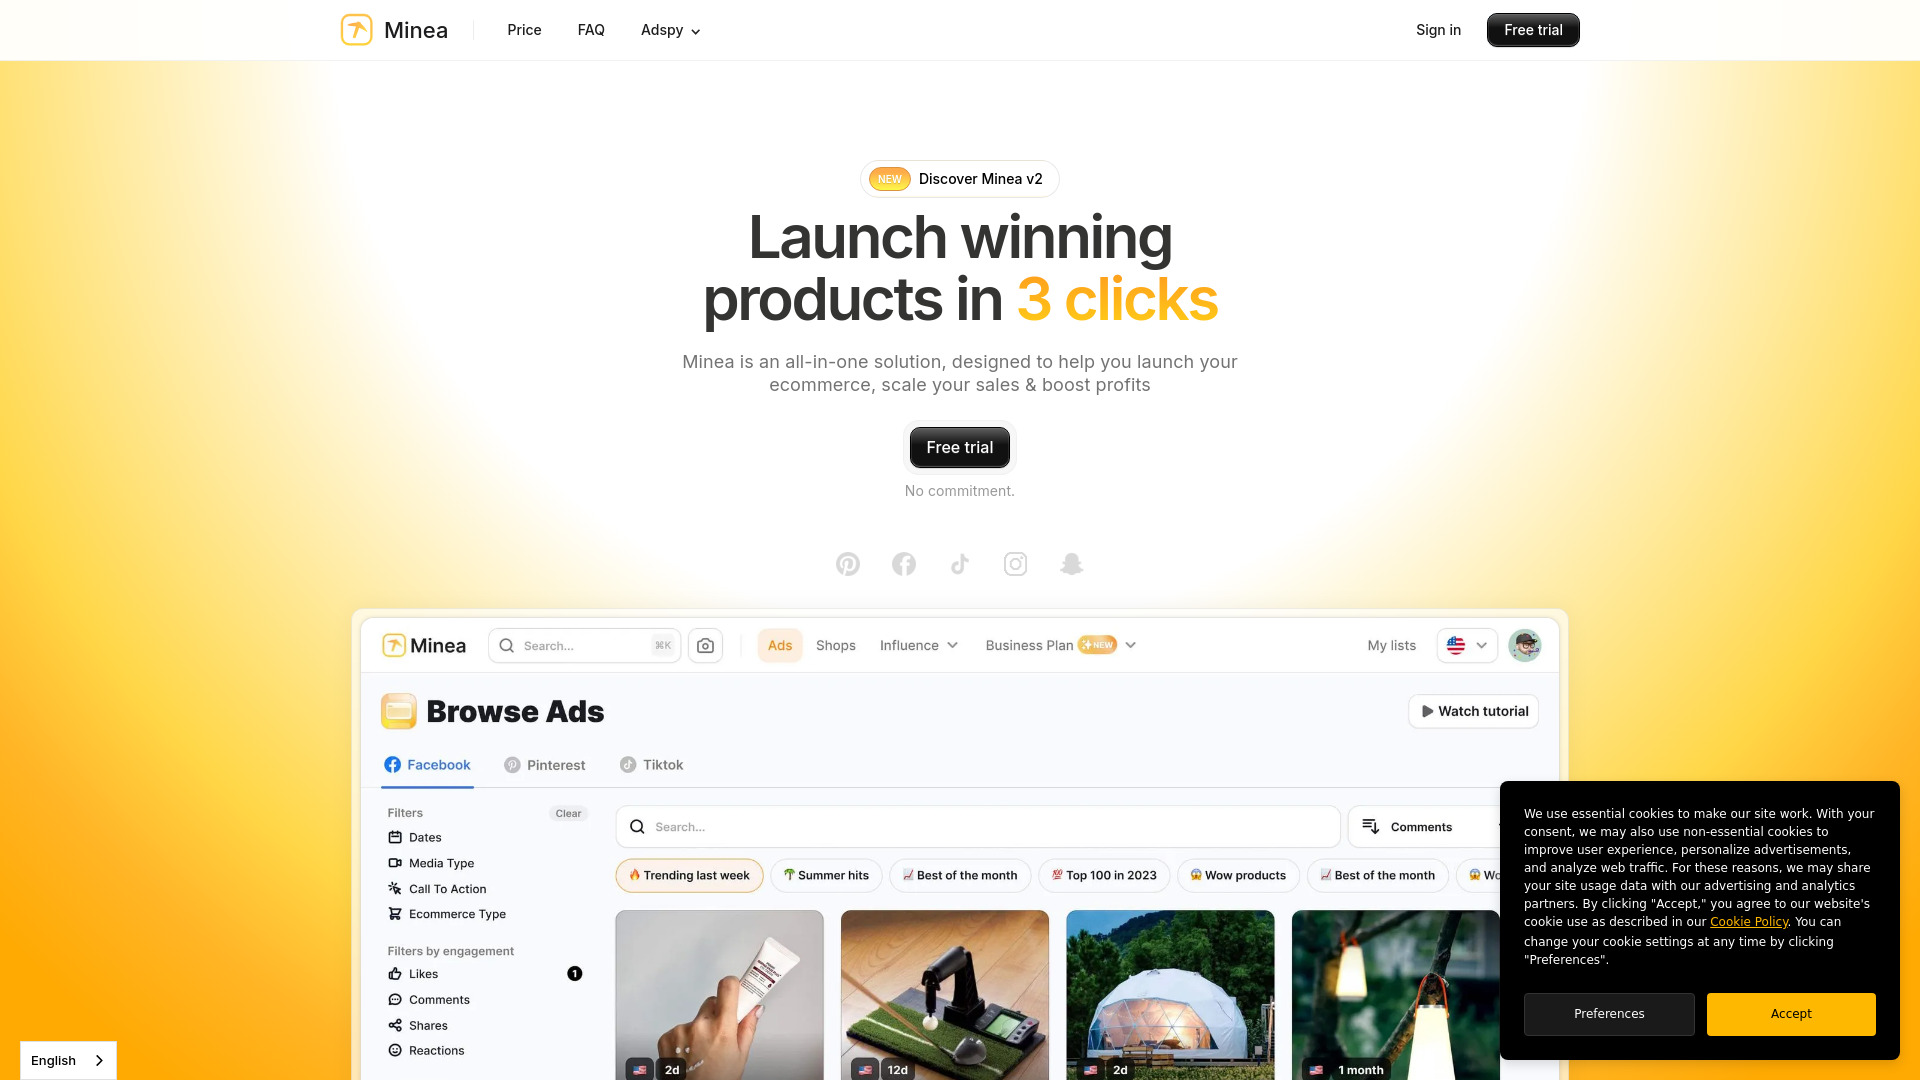 Minea
Price
FAQ
Adspy
Sign in
Free trial
NEW
Discover Minea v2
Launch winning
products in 3 clicks
Minea is an all-in-one solution, designed to help you launch your
ecommerce, scale your sales & boost profits
Free trial
No commitment.
Minea
Search...
⌘K
Ads
Shops
Influence
Business Plan
NEW
My lists
Browse Ads
Watch tutorial
Facebook
Pinterest
Tiktok
Filters
Clear
Dates
Media Type
Call To Action
Ecommerce Type
Filters by engagement
Likes
1
Comments
Shares
Reactions
Search...
Comments
Trending last week
Summer hits
Best of the month
Top 100 in 2023
Wow products
Best of the month
2d
12d
2d
1 month
We use essential cookies to make our site work. With your
consent, we may also use non-essential cookies to
improve user experience, personalize advertisements,
and analyze web traffic. For these reasons, we may share
your site usage data with our advertising and analytics
partners. By clicking "Accept," you agree to our website's
cookie use as described in our Cookie Policy. You can
change your cookie settings at any time by clicking
"Preferences".
Preferences
Accept
English